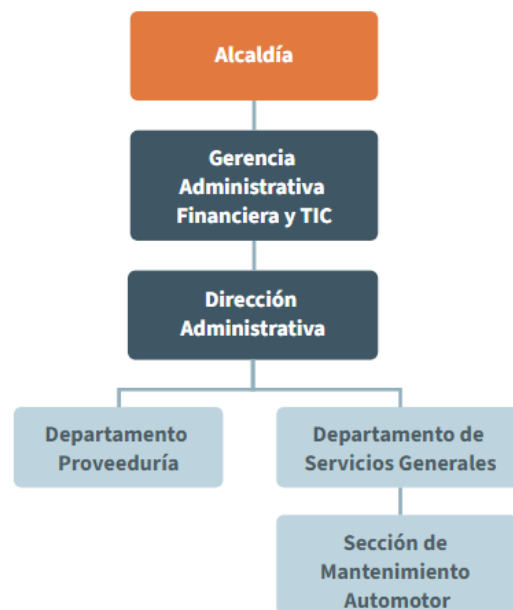 Alcaldía
Gerencia
Administrativa
Financiera y TIC
Dirección
Administrativa
Departamento
Proveeduría
Departamento de
Servicios Generales
Sección de
Mantenimiento
Automotor